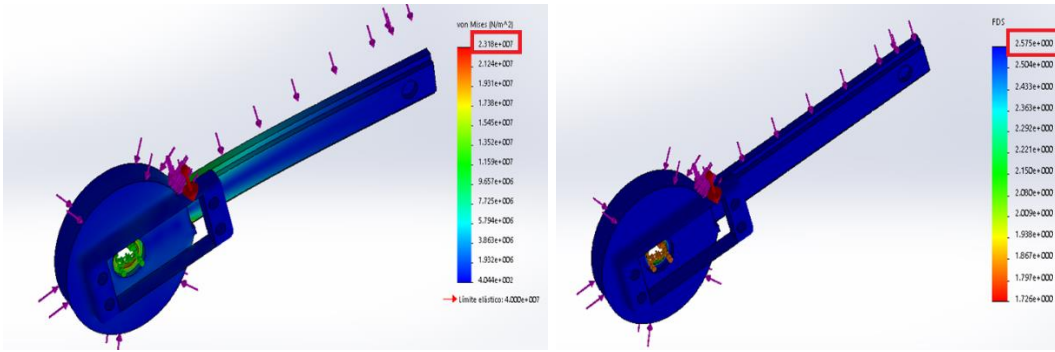 von Mises (N/m^2)
2.318e+007
2.124e+007
1.931e+007
1.738e+007
1.545e+007
1.352e+007
1.159e+007
9.657e+006
7.725e+006
5.794e+006
3.863e+006
1.932e+006
4.044e+002
Límite elástico: 4.000e+007
FDS
2.575e+000
2.504e+000
2.433e+000
2.363e+000
2.292e+000
2.221e+000
2.150e+000
2.080e+000
2.009e+000
1.938e+000
1.867e+000
1.797e+000
1.726e+000